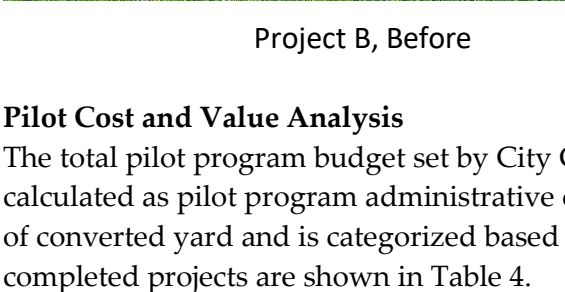 Project B, Before
Pilot Cost and Value Analysis
The total pilot program budget set by City
calculated as pilot program administrative
of converted yard and is categorized based
completed projects are shown in Table 4.